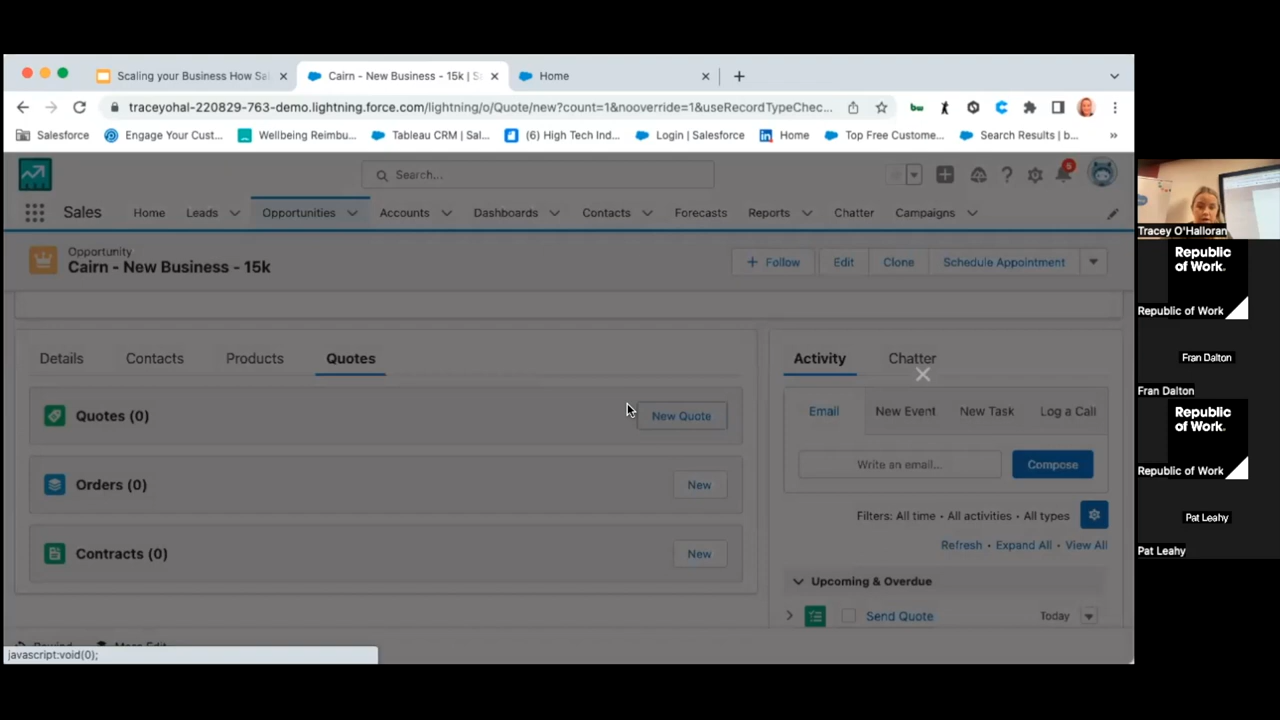 Scaling your Business How Sa
Cairn - New Business - 15k | S
Home
traceyohal-220829-763-demo.lightning.force.com/lightning/o/Quote/new?count=1&nooverride=1&useRecordTypeChec...
Salesforce
Engage Your Cust...
Wellbeing Reimbu...
Tableau CRM | Sal...
(6) High Tech Ind...
Login | Salesforce
Home
Top Free Custome...
Search Results | b...
Search...
Sales
Home
Leads
Opportunities
Accounts
Dashboards
Contacts
Forecasts
Reports
Chatter
Campaigns
Opportunity
Cairn - New Business - 15k
Follow
Edit
Clone
Schedule Appointment
Details
Contacts
Products
Quotes
Quotes (0)
New Quote
Orders (0)
New
Contracts (0)
New
Activity
Chatter
Email
New Event
New Task
Log a Call
Write an email...
Compose
Filters: All time • All activities • All types
Refresh • Expand All • View All
Upcoming & Overdue
Send Quote
Today
javascript:void(0);
Tracey O'Halloran
Republic
of Work.
Republic of Work
Fran Dalton
Fran Dalton
Republic
of Work.
Republic of Work
Pat Leahy
Pat Leahy